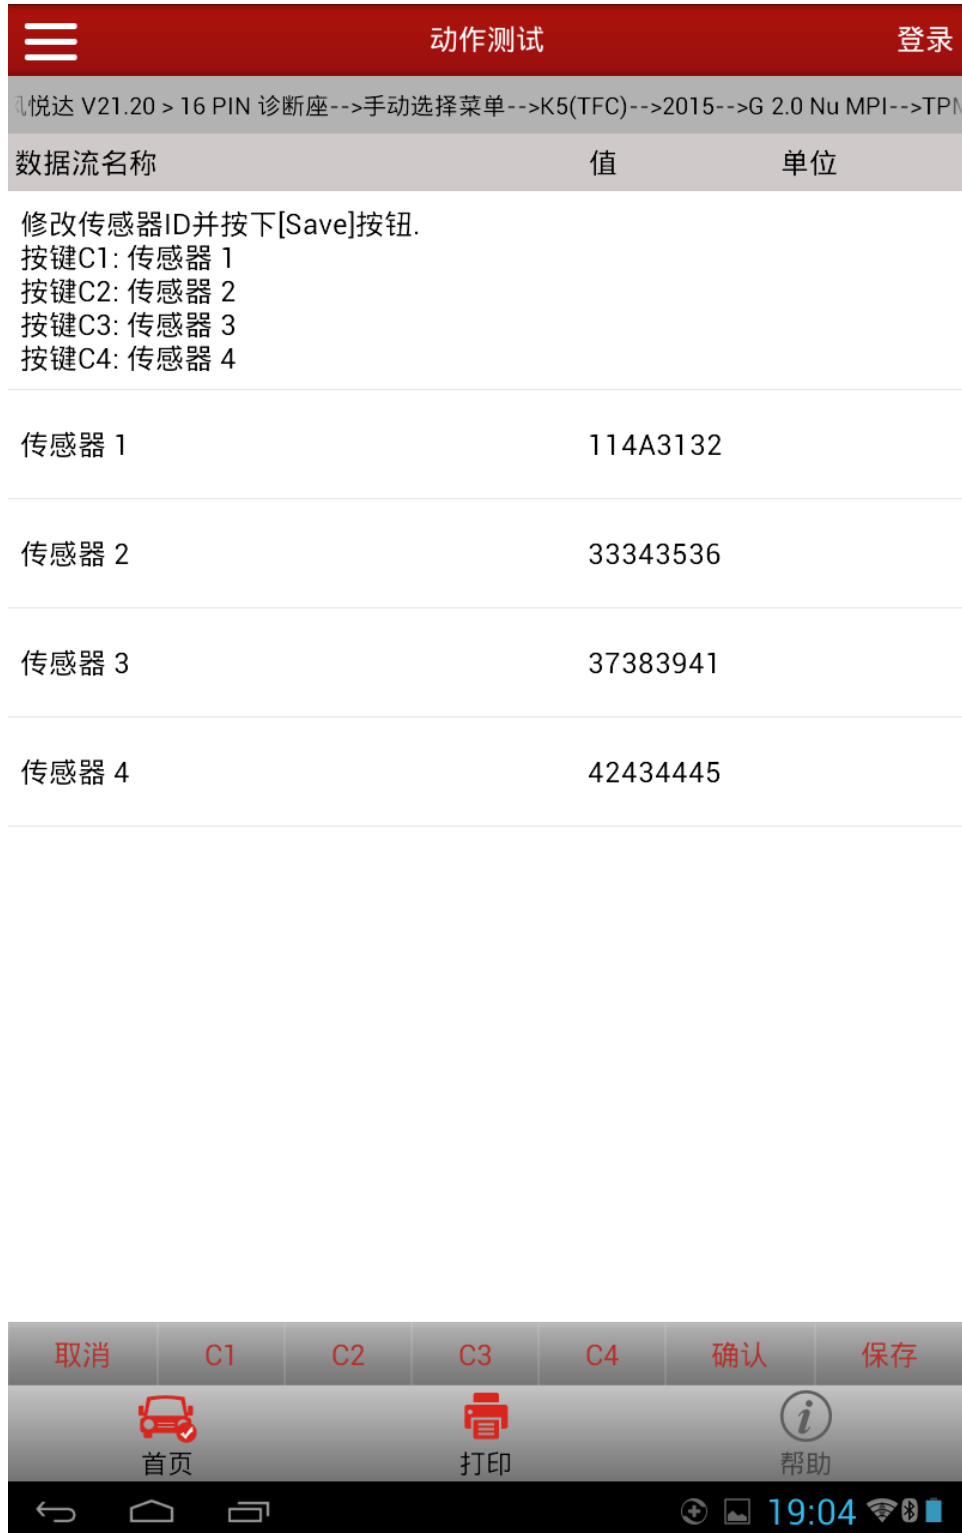 动作测试 登录
悦达 V21.20 > 16 PIN 诊断座-->手动选择菜单-->K5(TFC)-->2015-->G 2.0 Nu MPI-->TP
数据流名称 值 单位
修改传感器ID并按下[Save]按钮.
按键C1: 传感器 1
按键C2: 传感器 2
按键C3: 传感器 3
按键C4: 传感器 4
传感器 1 114A3132
传感器 2 33343536
传感器 3 37383941
传感器 4 42434445
取消 C1 C2 C3 C4 确认 保存
首页 打印 帮助
19:04